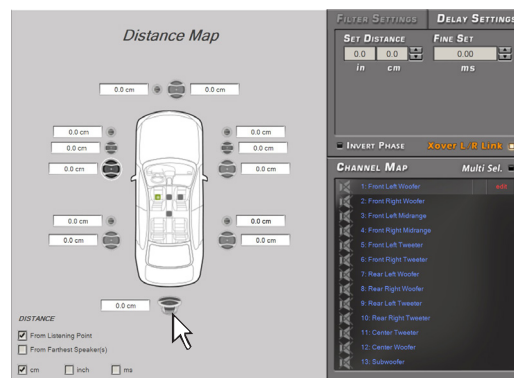 Distance Map
0.0 cm
0.0 cm
0.0 cm
0.0 cm
0.0 cm
0.0 cm
0.0 cm
0.0 cm
0.0 cm
0.0 cm
0.0 cm
0.0 cm
0.0 cm
DISTANCE
From Listening Point
From Farthest Speaker(s)
cm inch ms
FILTER SETTINGS DELAY SETTINGS
SET DISTANCE FINE SET
0.0 0.0 0.00
in cm ms
INVERT PHASE Xover L-R Link
CHANNEL MAP Multi Sel.
1: Front Left Woofer edit
2: Front Right Woofer
3: Front Left Midrange
4: Front Right Midrange
5: Front Left Tweeter
6: Front Right Tweeter
7: Rear Left Woofer
8: Rear Right Woofer
9: Rear Left Tweeter
10: Rear Right Tweeter
11: Center Tweeter
12: Center Woofer
13: Subwoofer